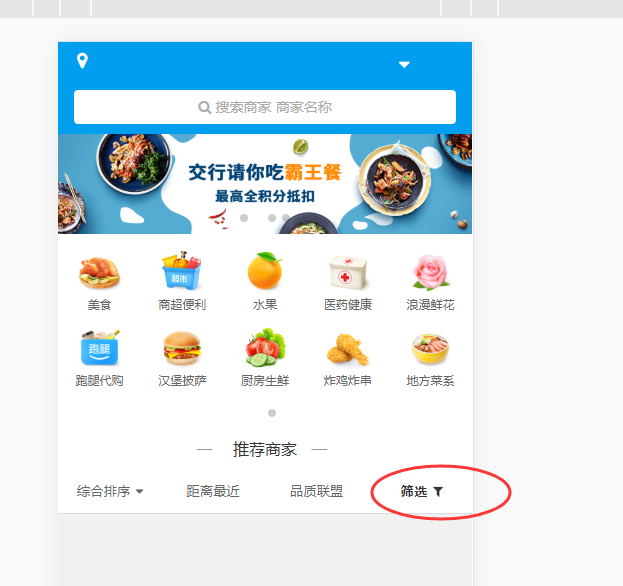 搜索商家 商家名称
交行请你吃霸王餐
最高全积分抵扣
超市
美食 商超便利 水果 医药健康 浪漫鲜花
跑腿
跑腿代购 汉堡披萨 厨房生鲜 炸鸡炸串 地方菜系
推荐商家
综合排序 距离最近 品质联盟 筛选